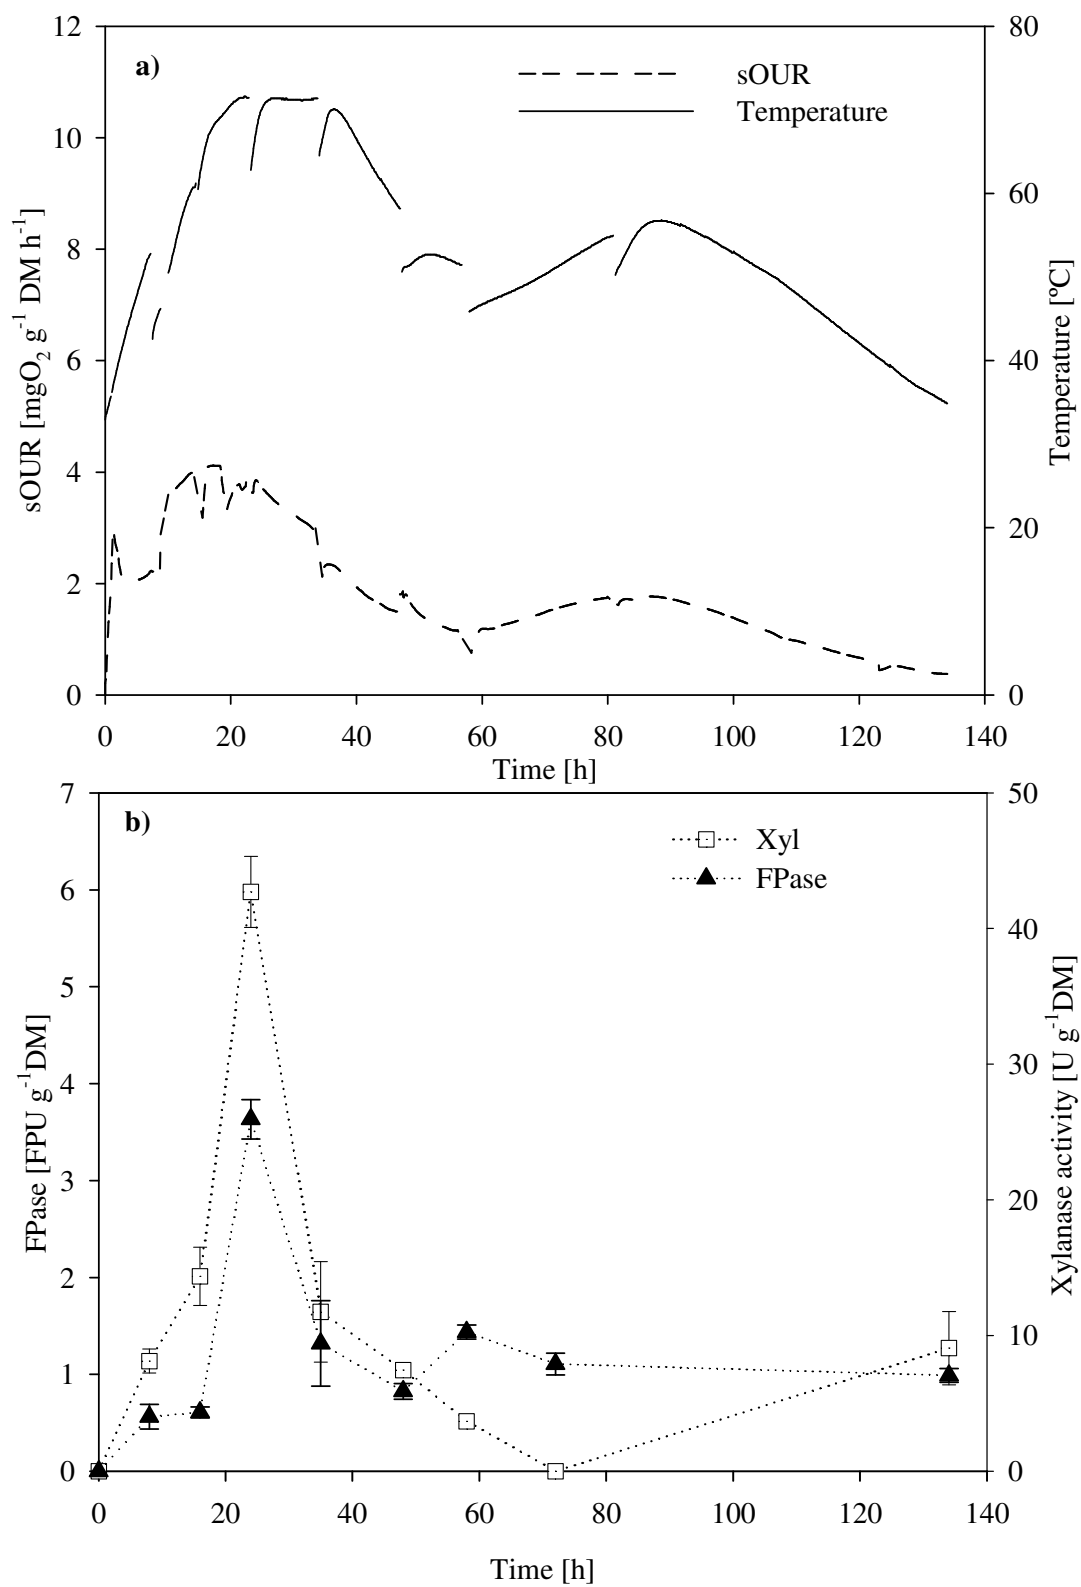 a)
sOUR
Temperature
12
10
8
6
4
2
0
80
60
40
20
0
sOUR [mgO₂ g⁻¹ DM h⁻¹]
Temperature [ºC]
0 20 40 60 80 100 120 140
Time [h]
b)
Xyl
FPase
7
6
5
4
3
2
1
0
50
40
30
20
10
0
FPase [FPU g⁻¹DM]
Xylanase activity [U g⁻¹DM]
0 20 40 60 80 100 120 140
Time [h]